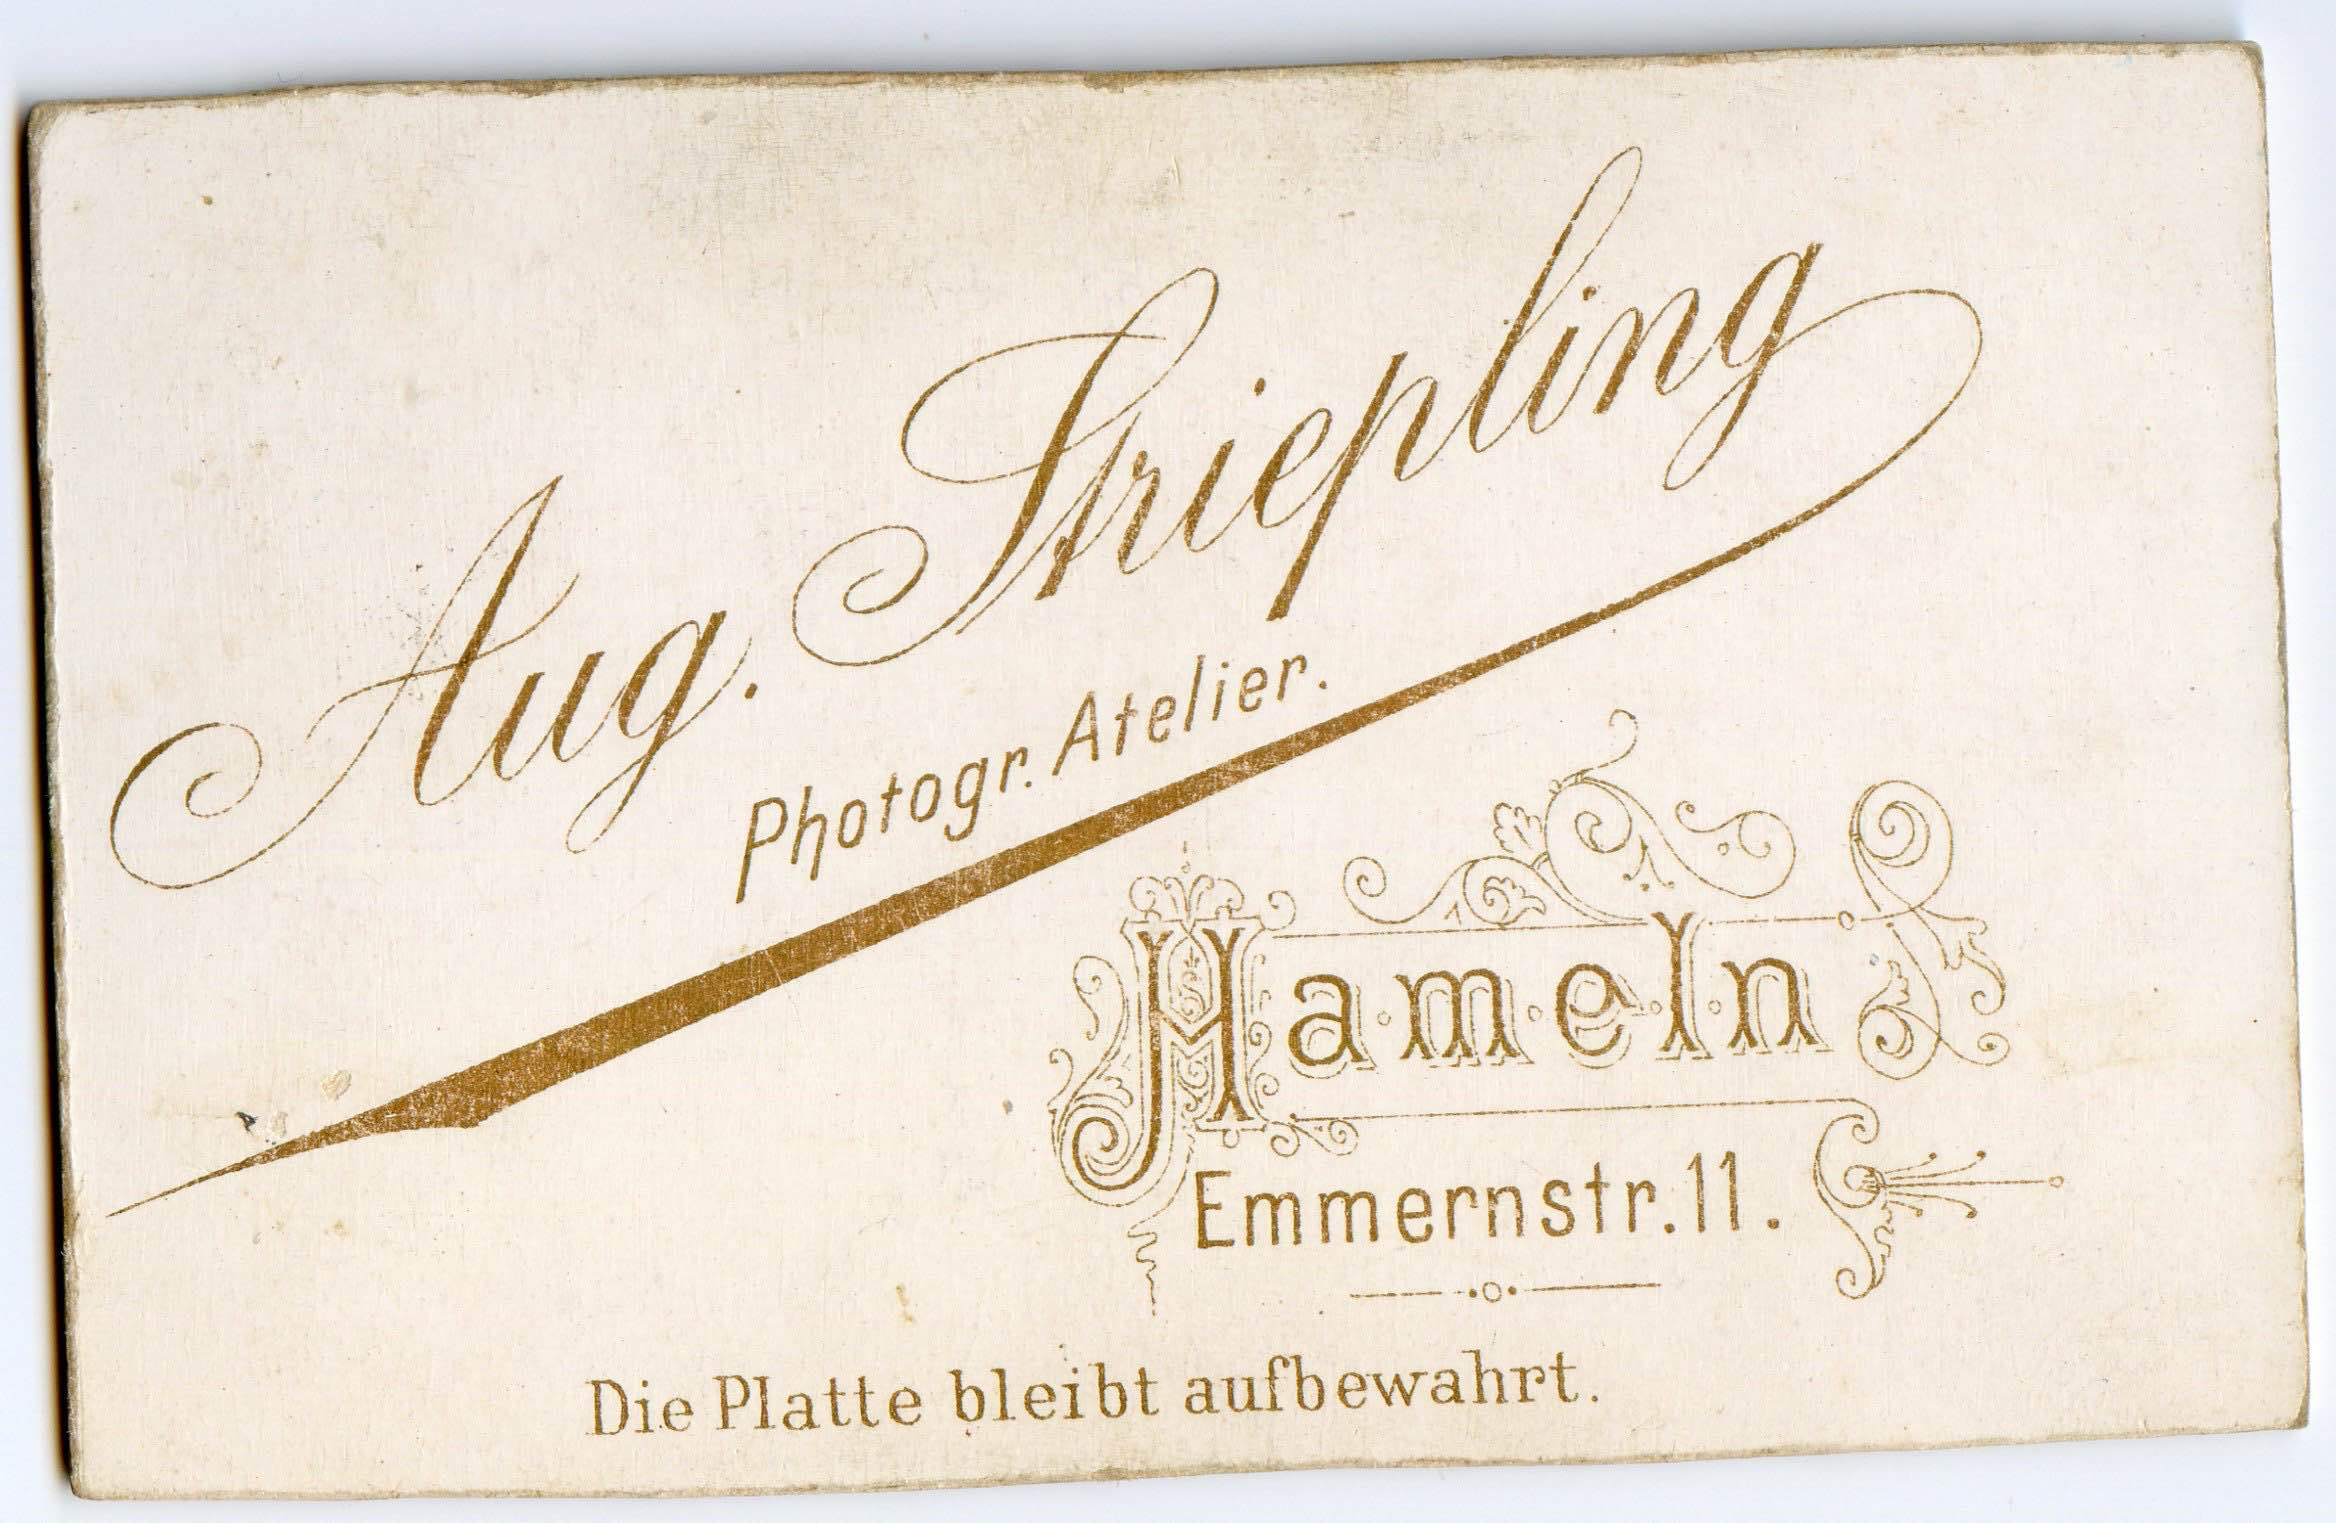 Aug. Striepling
Photogr. Atelier.
Hameln
Emmernstr. 11.
Die Platte bleibt aufbewahrt.